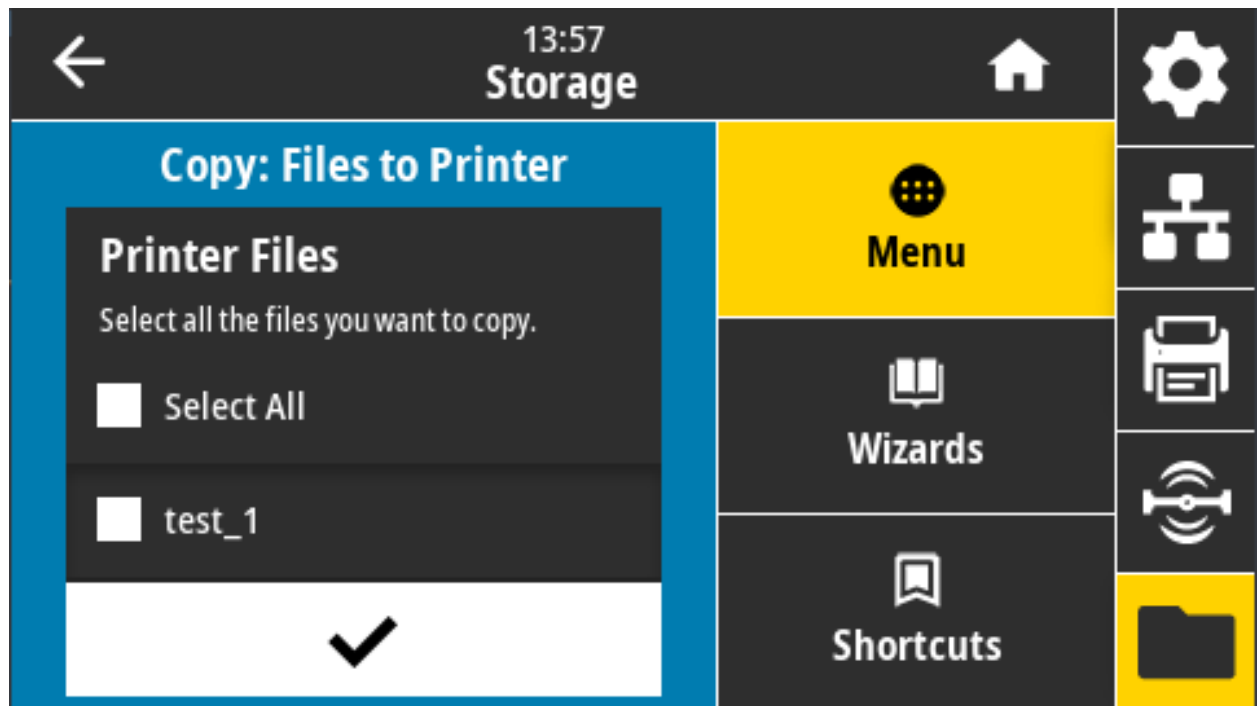 13:57
Storage
Copy: Files to Printer
Printer Files
Select all the files you want to copy.
Select All
test_1
Menu
Wizards
Shortcuts